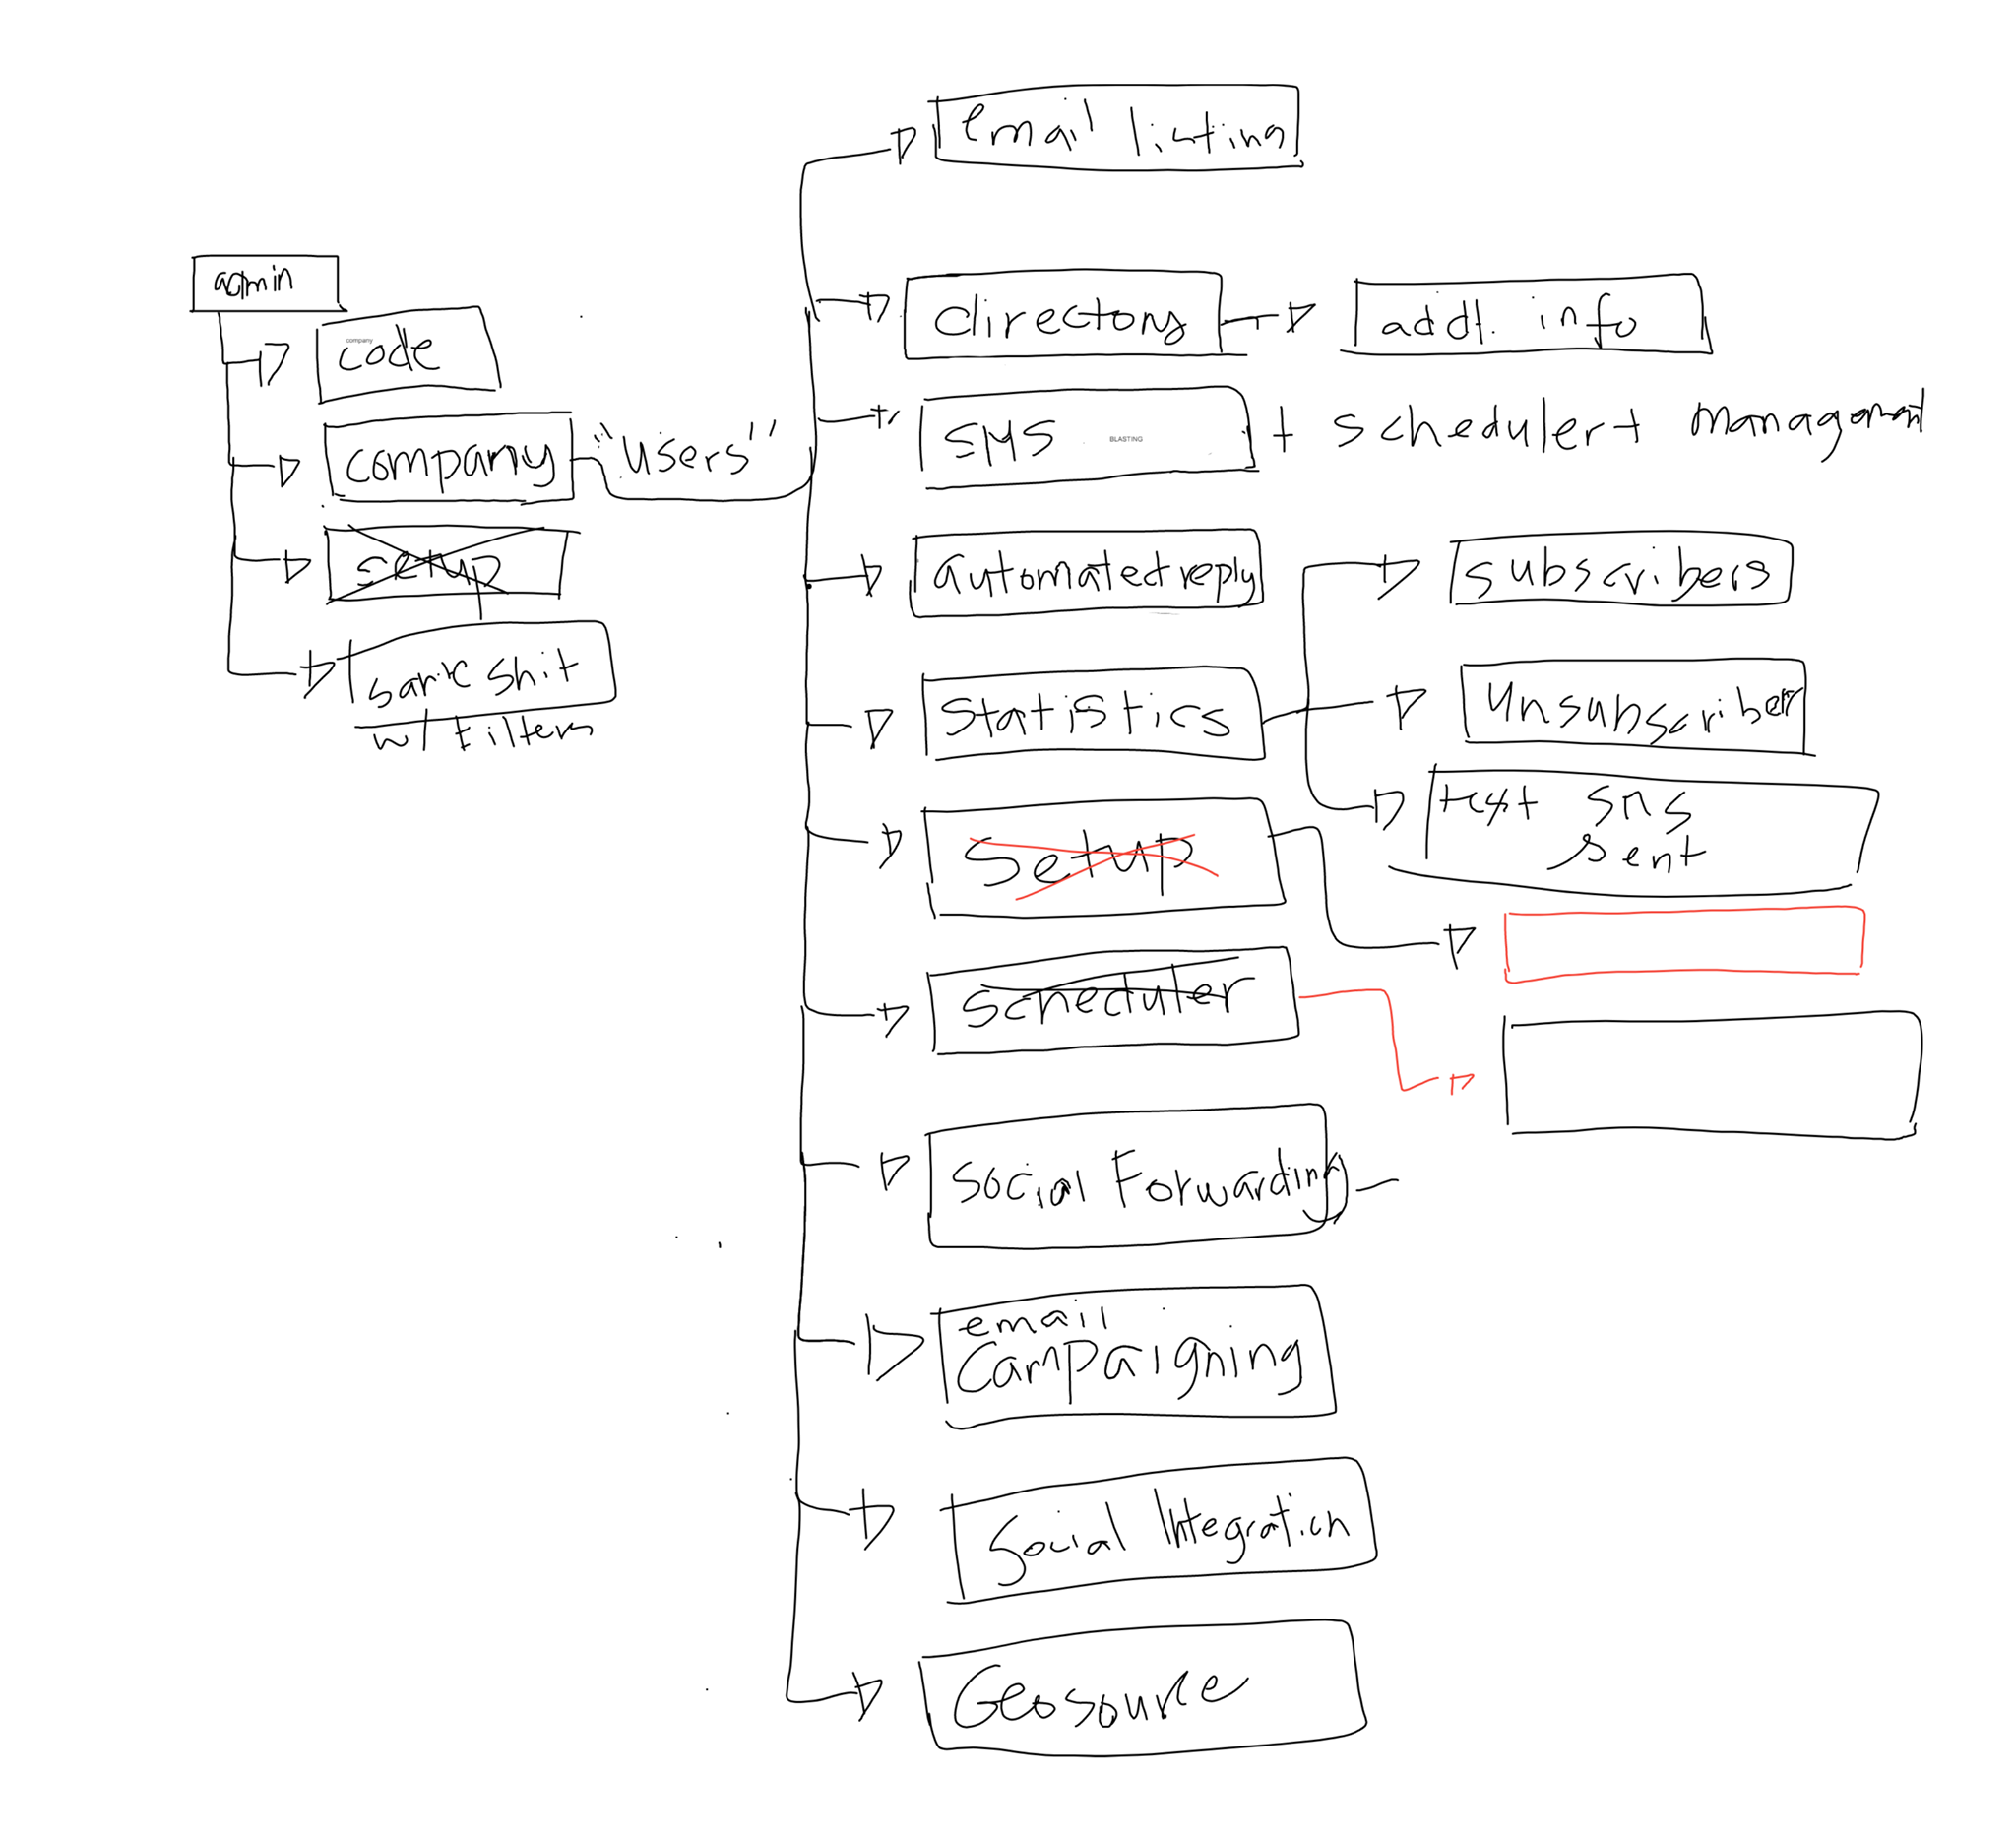 email listing
admin
company
code
directory
addl. info
company
"Users"
SMS
BLASTING
+ scheduler + management
setup
automated reply
subscribers
same shit
w/ filters
statistics
unsubscriber
text sms
sent
setup
scheduler
Social Forwarding
email
Campaigning
Social Integration
Geosource